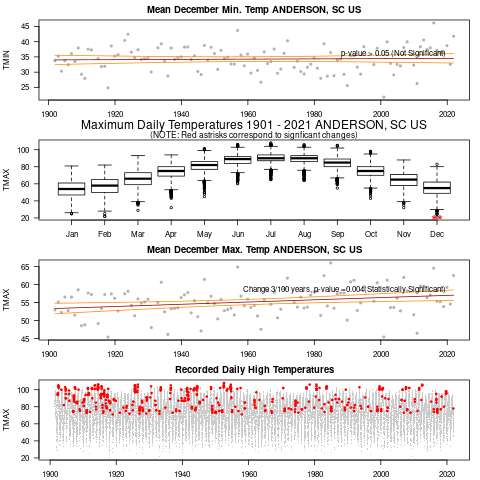 Mean December Min. Temp ANDERSON, SC US
TMIN
45
40
35
30
25
p-value > 0.05 (Not Significant)
1900 1920 1940 1960 1980 2000 2020
Maximum Daily Temperatures 1901 - 2021 ANDERSON, SC US
(NOTE: Red astrisks correspond to signficant changes)
TMAX
100
80
60
40
20
**
Jan Feb Mar Apr May Jun Jul Aug Sep Oct Nov Dec
Mean December Max. Temp ANDERSON, SC US
TMAX
65
60
55
50
45
Change 3/100 years, p-value =0.004(Statistically Significant)
1900 1920 1940 1960 1980 2000 2020
Recorded Daily High Temperatures
TMAX
100
80
60
40
20
1900 1920 1940 1960 1980 2000 2020